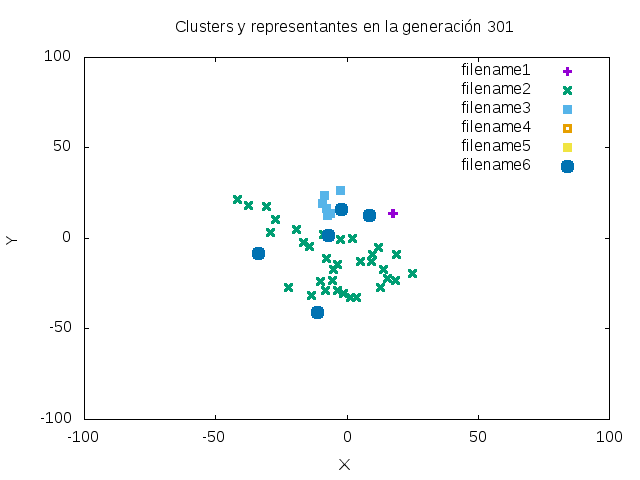 Clusters y representantes en la generación 301
100
50
0
-50
-100
-100
-50
0
50
100
Y
X
filename1
filename2
filename3
filename4
filename5
filename6